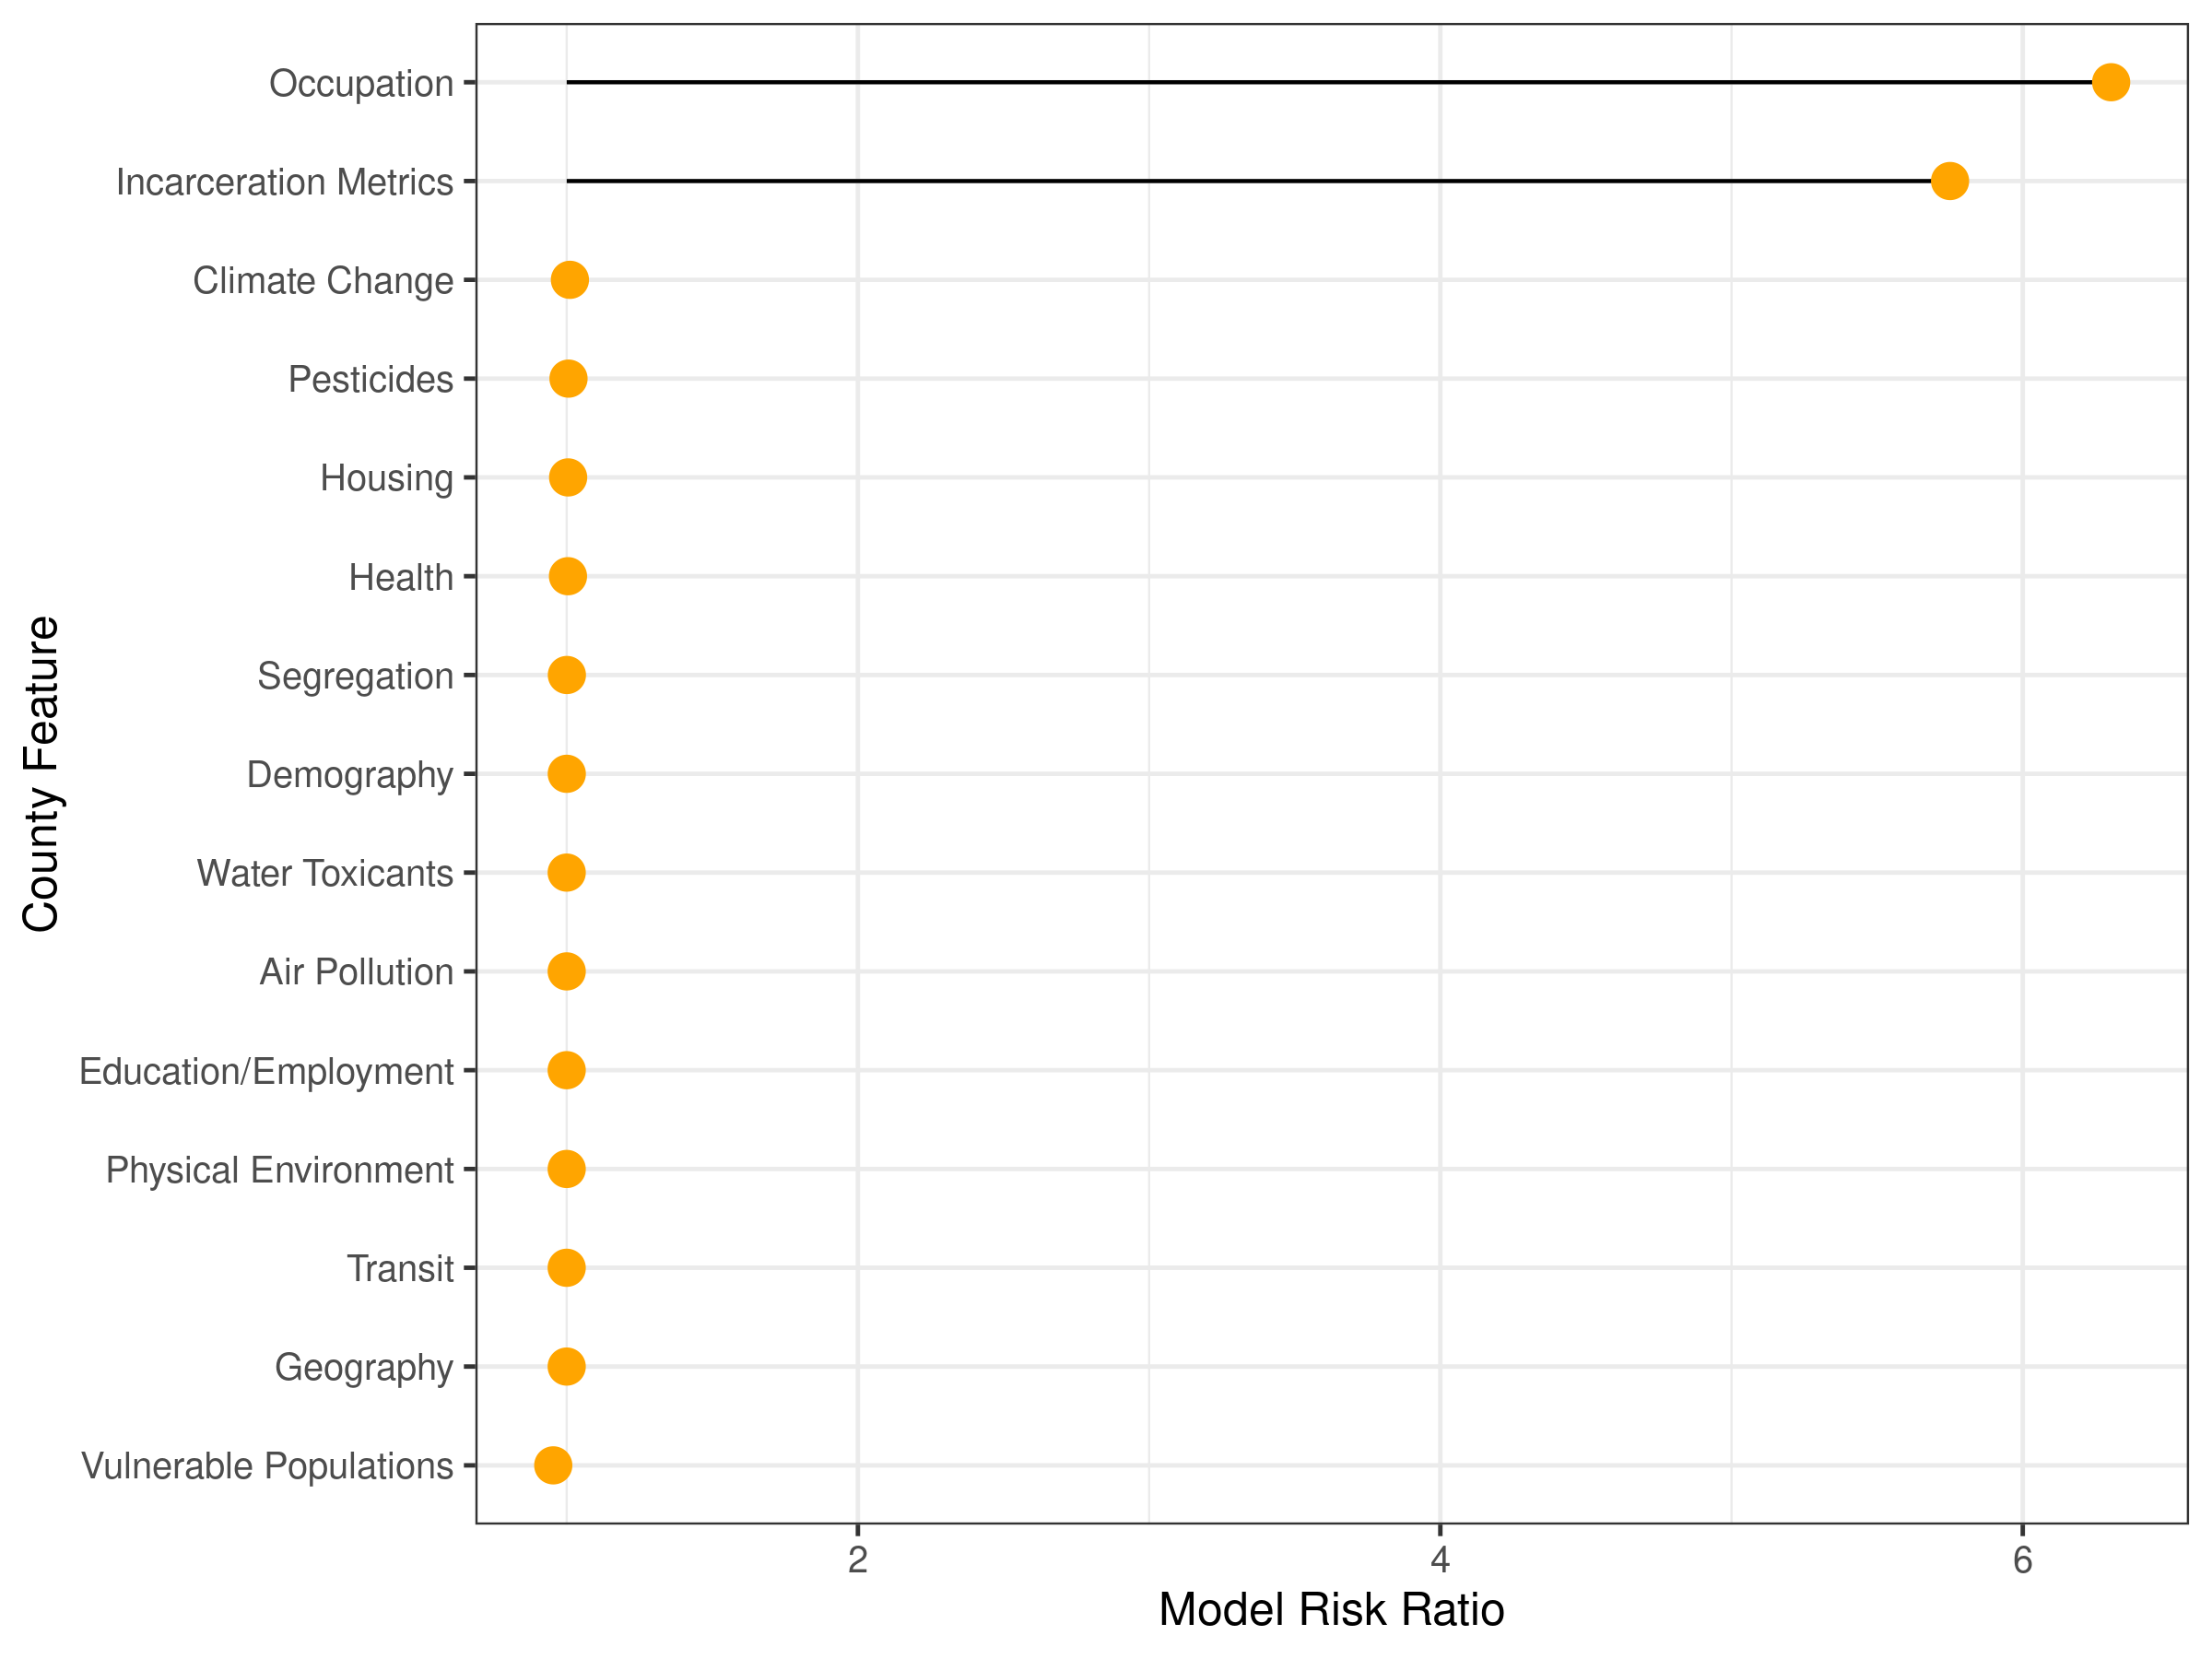 Occupation
Incarceration Metrics
Climate Change
Pesticides
Housing
Health
Segregation
Demography
Water Toxicants
Air Pollution
Education/Employment
Physical Environment
Transit
Geography
Vulnerable Populations
County Feature
2 4 6
Model Risk Ratio